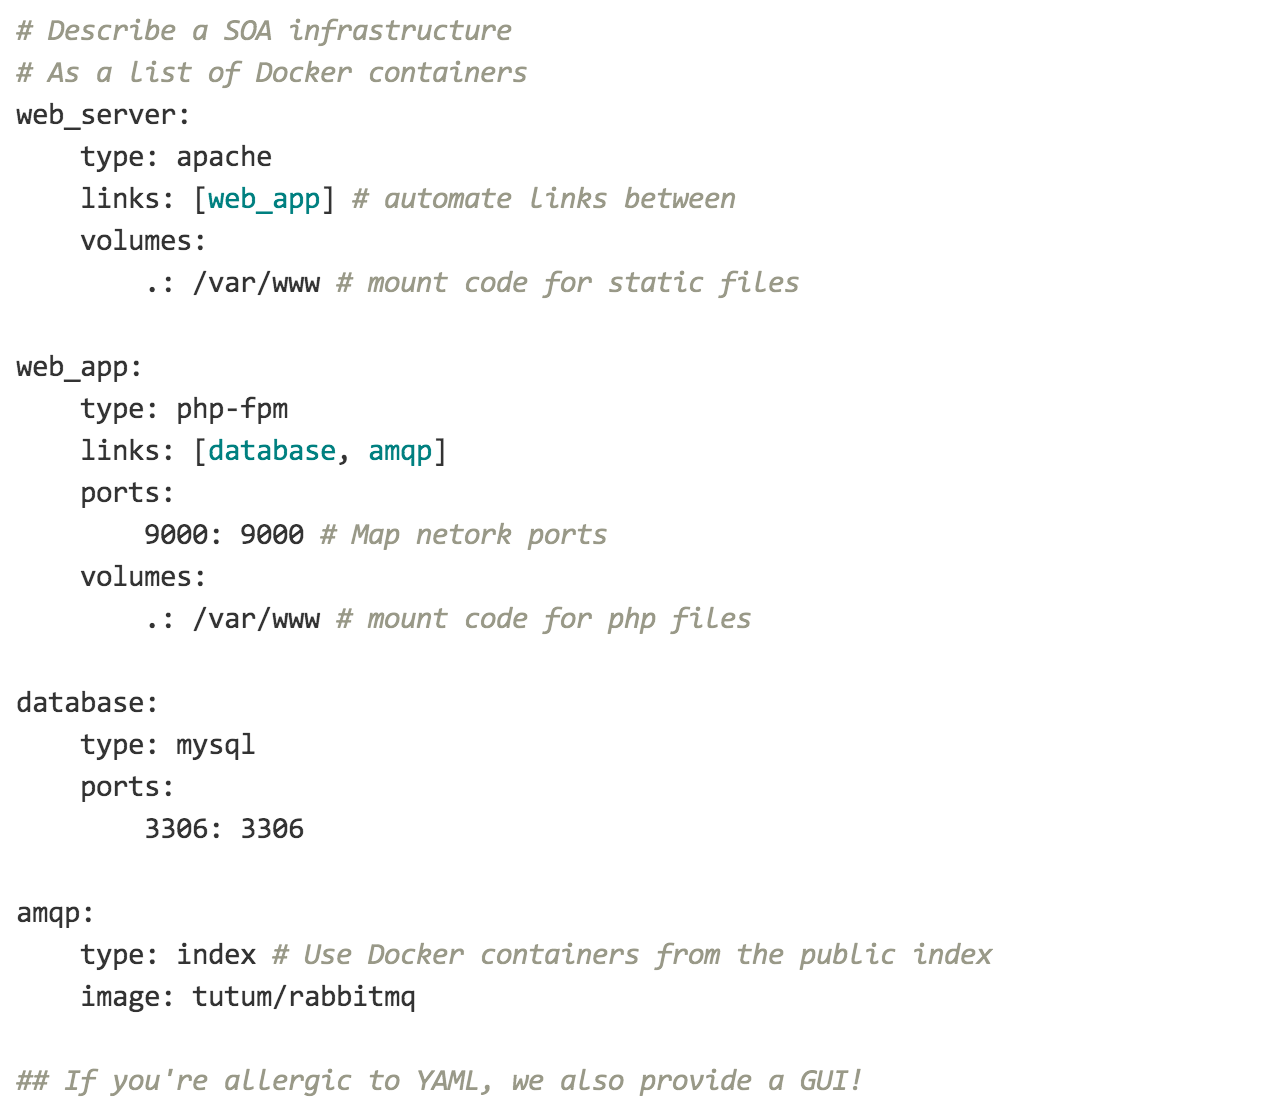 # Describe a SOA infrastructure
# As a list of Docker containers
web_server:
    type: apache
    links: [web_app] # automate links between
    volumes:
        .: /var/www # mount code for static files

web_app:
    type: php-fpm
    links: [database, amqp]
    ports:
        9000: 9000 # Map netork ports
    volumes:
        .: /var/www # mount code for php files

database:
    type: mysql
    ports:
        3306: 3306

amqp:
    type: index # Use Docker containers from the public index
    image: tutum/rabbitmq

## If you're allergic to YAML, we also provide a GUI!